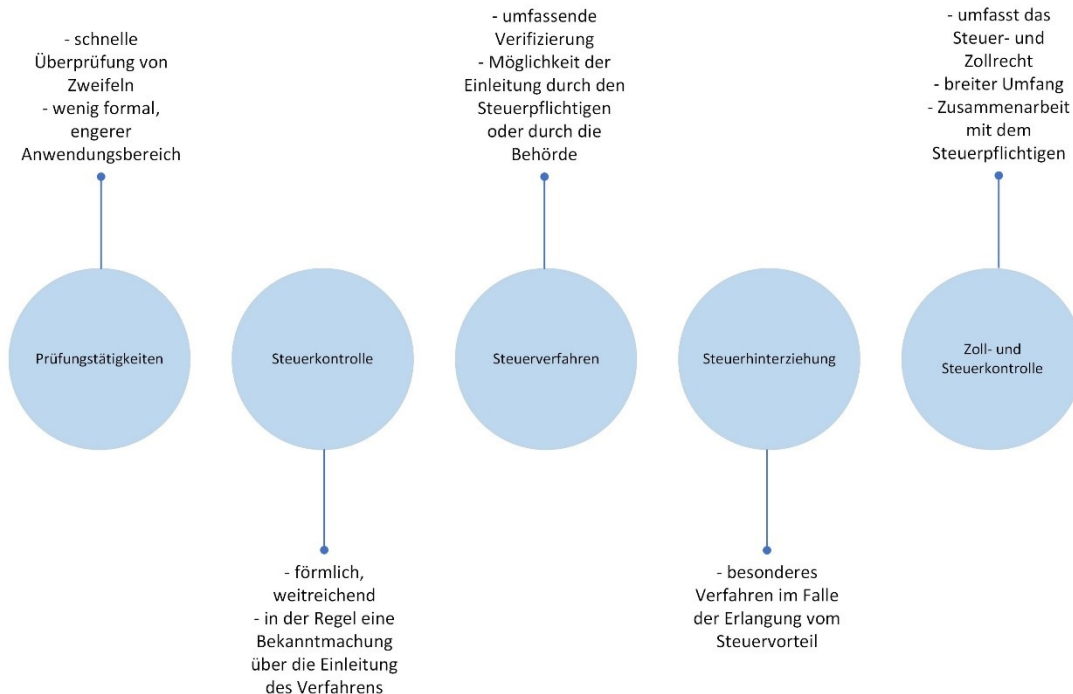 - schnelle
Überprüfung von
Zweifeln
- wenig formal,
engerer
Anwendungsbereich
- umfassende
Verifizierung
- Möglichkeit der
Einleitung durch den
Steuerpflichtigen
oder durch die
Behörde
- umfasst das
Steuer- und
Zollrecht
- breiter Umfang
- Zusammenarbeit
mit dem
Steuerpflichtigen
Prüfungstätigkeiten
Steuerkontrolle
Steuerverfahren
Steuerhinterziehung
Zoll- und
Steuerkontrolle
- förmlich,
weitreichend
- in der Regel eine
Bekanntmachung
über die Einleitung
des Verfahrens
- besonderes
Verfahren im Falle
der Erlangung vom
Steuervorteil